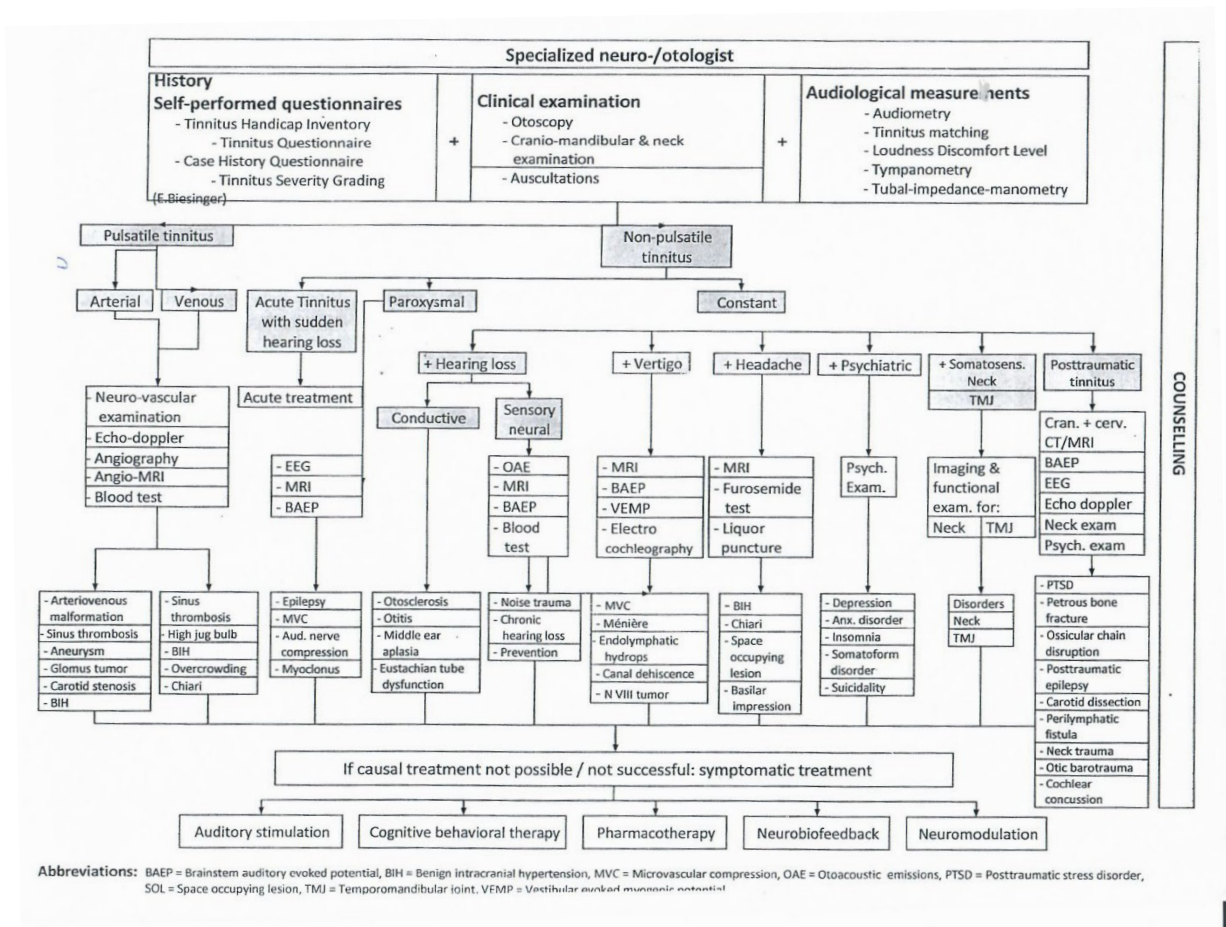 Specialized neuro-/otologist
History
Self-performed questionnaires
- Tinnitus Handicap Inventory
- Tinnitus Questionnaire
- Case History Questionnaire
- Tinnitus Severity Grading
(E.Biesinger)
+
Clinical examination
- Otoscopy
- Cranio-mandibular & neck
examination
- Auscultations
+
Audiological measurements
- Audiometry
- Tinnitus matching
- Loudness Discomfort Level
- Tympanometry
- Tubal-impedance-manometry
Pulsatile tinnitus
Non-pulsatile
tinnitus
Arterial
Venous
Acute Tinnitus
with sudden
hearing loss
Paroxysmal
Constant
+ Hearing loss
+ Vertigo
+ Headache
+ Psychiatric
+ Somatosens.
Neck
TMJ
Posttraumatic
tinnitus
Acute treatment
Conductive
Sensory
neural
- Neuro-vascular
examination
- Echo-doppler
- Angiography
- Angio-MRI
- Blood test
- EEG
- MRI
- BAEP
- OAE
- MRI
- BAEP
- Blood
test
- MRI
- BAEP
- VEMP
- Electro
cochleography
- MRI
- Furosemide
test
- Liquor
puncture
Psych.
Exam.
Imaging &
functional
exam. for:
Neck
TMJ
Cran. + cerv.
CT/MRI
BAEP
EEG
Echo doppler
Neck exam
Psych. exam
- Arteriovenous
malformation
- Sinus thrombosis
- Aneurysm
- Glomus tumor
- Carotid stenosis
- BIH
- Sinus
thrombosis
- High jug bulb
- BIH
- Overcrowding
- Chiari
- Epilepsy
- MVC
- Aud. nerve
compression
- Myoclonus
- Otosclerosis
- Otitis
- Middle ear
aplasia
- Eustachian tube
dysfunction
- Noise trauma
- Chronic
hearing loss
- Prevention
- MVC
- Ménière
- Endolymphatic
hydrops
- Canal dehiscence
- N VIII tumor
- BIH
- Chiari
- Space
occupying
lesion
- Basilar
impression
- Depression
- Anx. disorder
- Insomnia
- Somatoform
disorder
- Suicidality
Disorders
Neck
TMJ
- PTSD
- Petrous bone
fracture
- Ossicular chain
disruption
- Posttraumatic
epilepsy
- Carotid dissection
- Perilymphatic
fistula
- Neck trauma
- Otic barotrauma
- Cochlear
concussion
COUNSELLING
If causal treatment not possible / not successful: symptomatic treatment
Auditory stimulation
Cognitive behavioral therapy
Pharmacotherapy
Neurobiofeedback
Neuromodulation
Abbreviations: BAEP = Brainstem auditory evoked potential, BIH = Benign intracranial hypertension, MVC = Microvascular compression, OAE = Otoacoustic emissions, PTSD = Posttraumatic stress disorder,
SOL = Space occupying lesion, TMJ = Temporomandibular joint, VEMP = Vestibular evoked myogenic potential